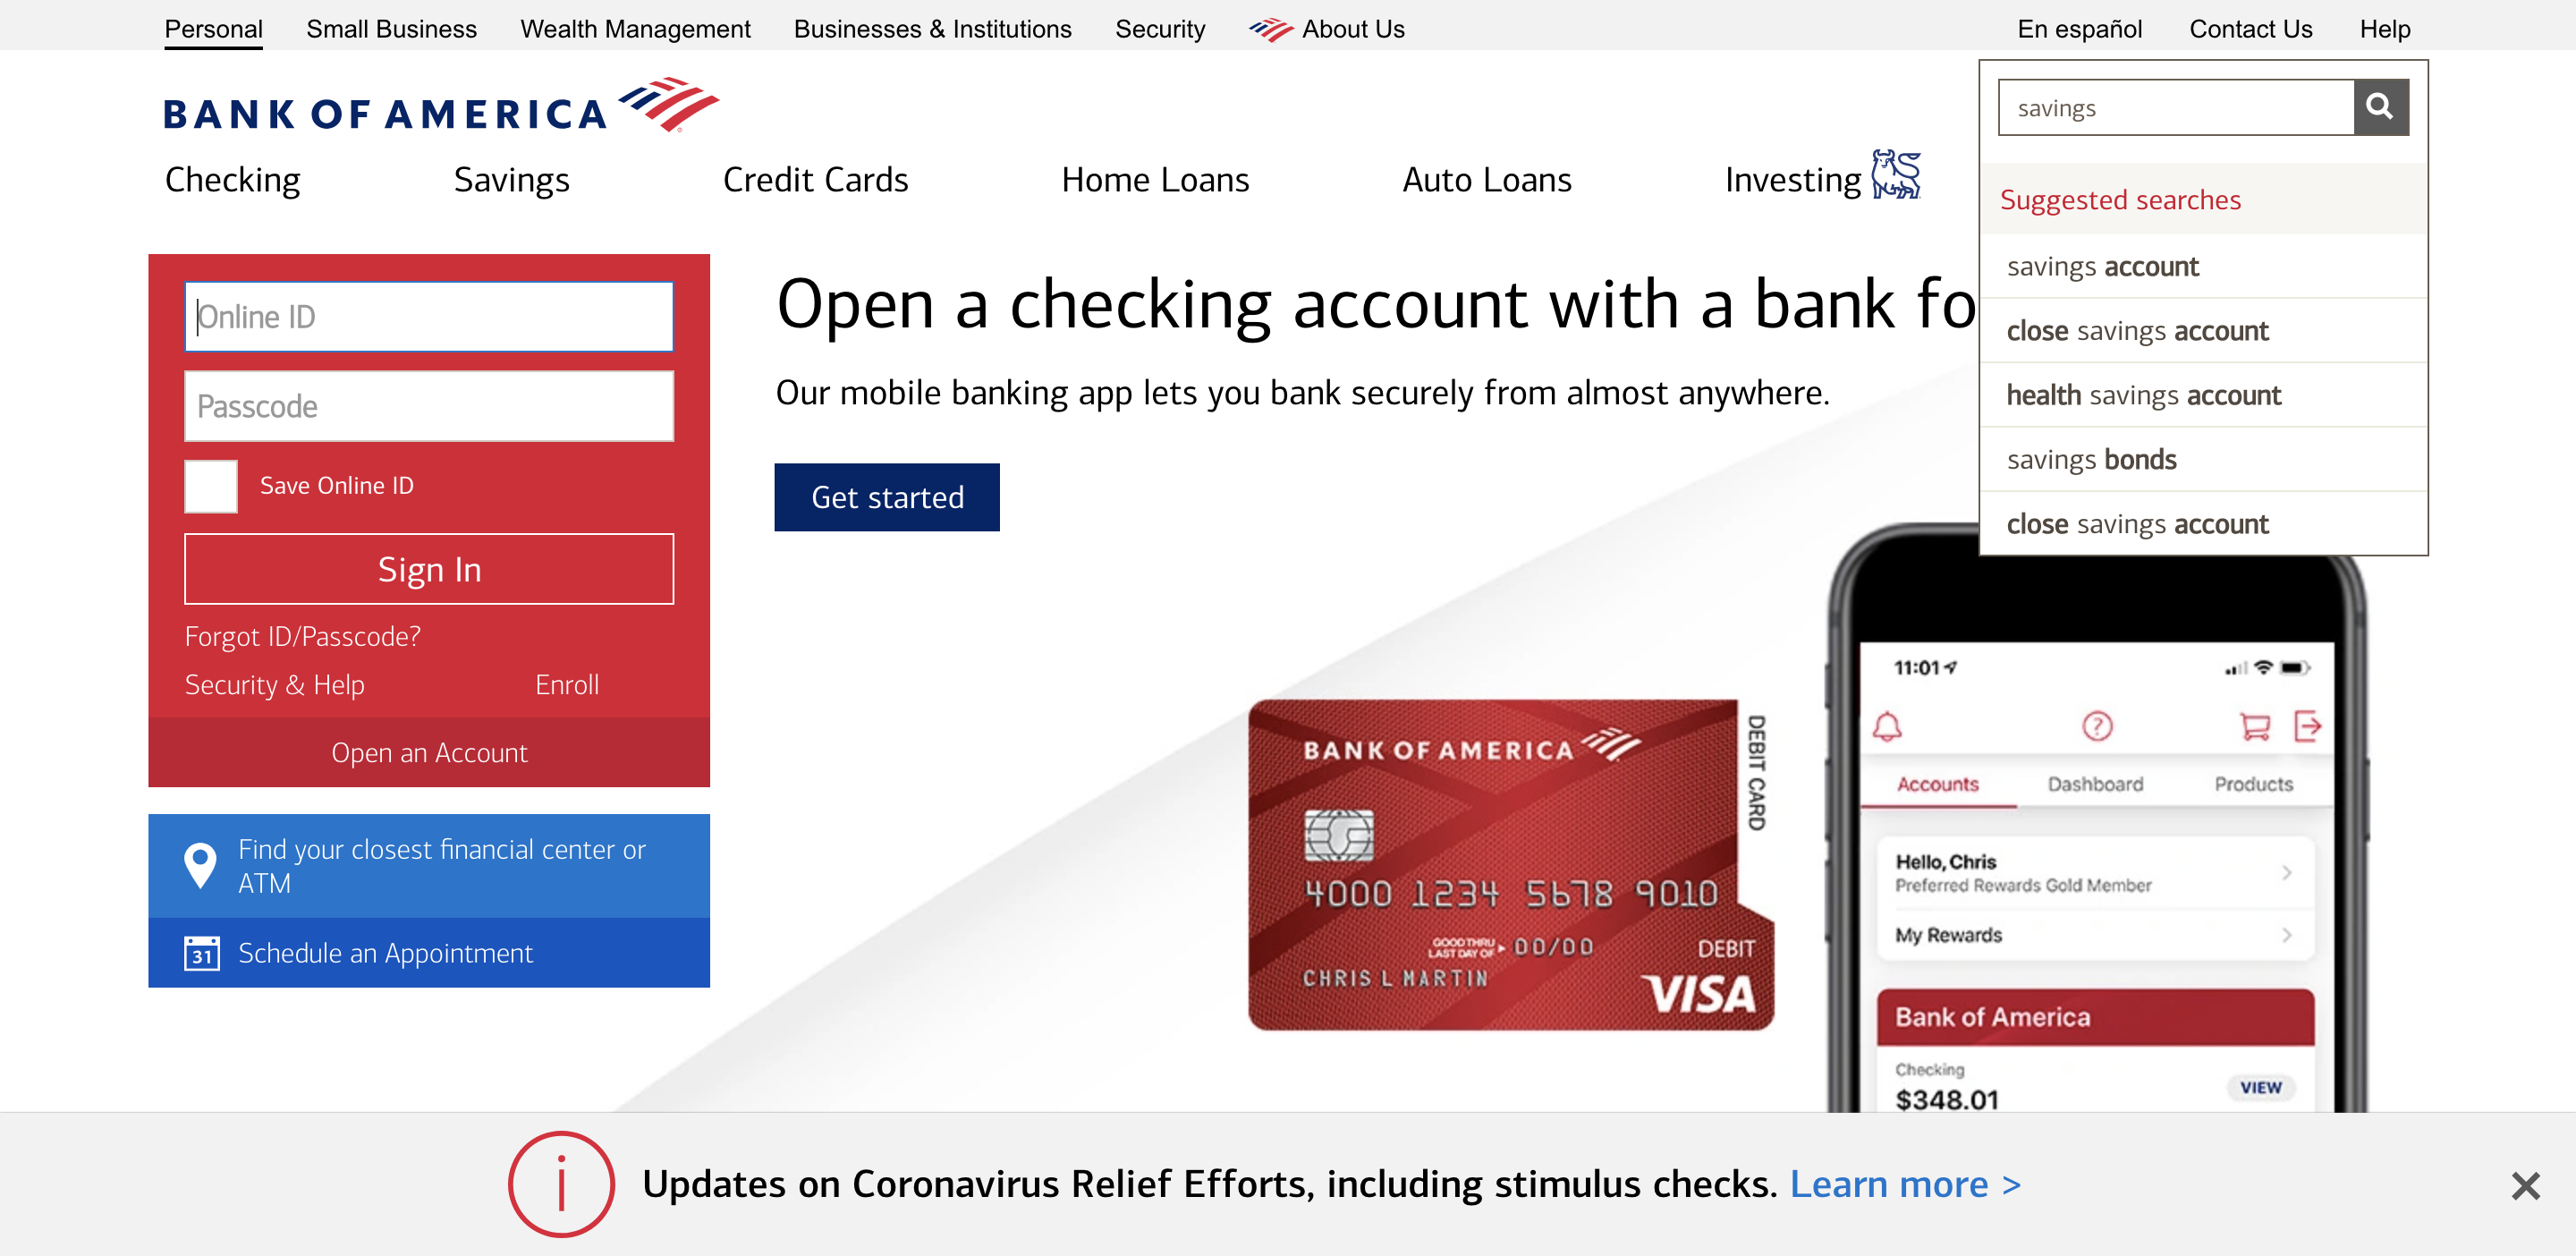 Personal Small Business Wealth Management Businesses & Institutions Security About Us En español Contact Us Help
BANK OF AMERICA
savings
Checking Savings Credit Cards Home Loans Auto Loans Investing
Suggested searches
savings account
close savings account
health savings account
savings bonds
close savings account
Online ID
Passcode
Save Online ID
Sign In
Forgot ID/Passcode?
Security & Help Enroll
Open an Account
Find your closest financial center or
ATM
31 Schedule an Appointment
Open a checking account with a bank fo
Our mobile banking app lets you bank securely from almost anywhere.
Get started
BANK OF AMERICA
DEBIT CARD
4000 1234 5678 9010
GOOD THRU
LAST DAY OF 00/00
DEBIT
CHRIS L MARTIN
VISA
11:01
?
Accounts Dashboard Products
Hello, Chris
Preferred Rewards Gold Member
My Rewards
Bank of America
Checking
$348.01
VIEW
i Updates on Coronavirus Relief Efforts, including stimulus checks. Learn more >